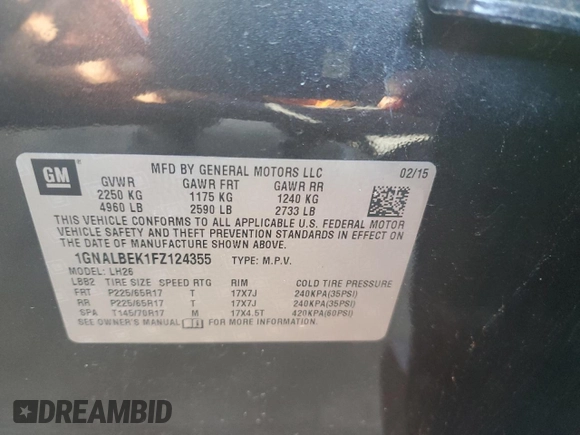 GM
MFD BY GENERAL MOTORS LLC
02/15
GVWR GAWR FRT GAWR RR
2250 KG 1175 KG 1240 KG
4960 LB 2590 LB 2733 LB
THIS VEHICLE CONFORMS TO ALL APPLICABLE U.S. FEDERAL MOTOR
VEHICLE SAFETY AND THEFT PREVENTION STANDARDS IN EFFECT
ON THE DATE OF MANUFACTURE SHOWN ABOVE.
1GNALBEK1FZ124355 TYPE: M.P.V.
MODEL: LH26
LBB2 TIRE SIZE SPEED RTG RIM COLD TIRE PRESSURE
FRT P225/65R17 T 17X7J 240KPA(35PSI)
RR P225/65R17 T 17X7J 240KPA(35PSI)
SPA T145/70R17 M 17X4.5T 420KPA(60PSI)
SEE OWNER'S MANUAL FOR MORE INFORMATION.
DREAMBID